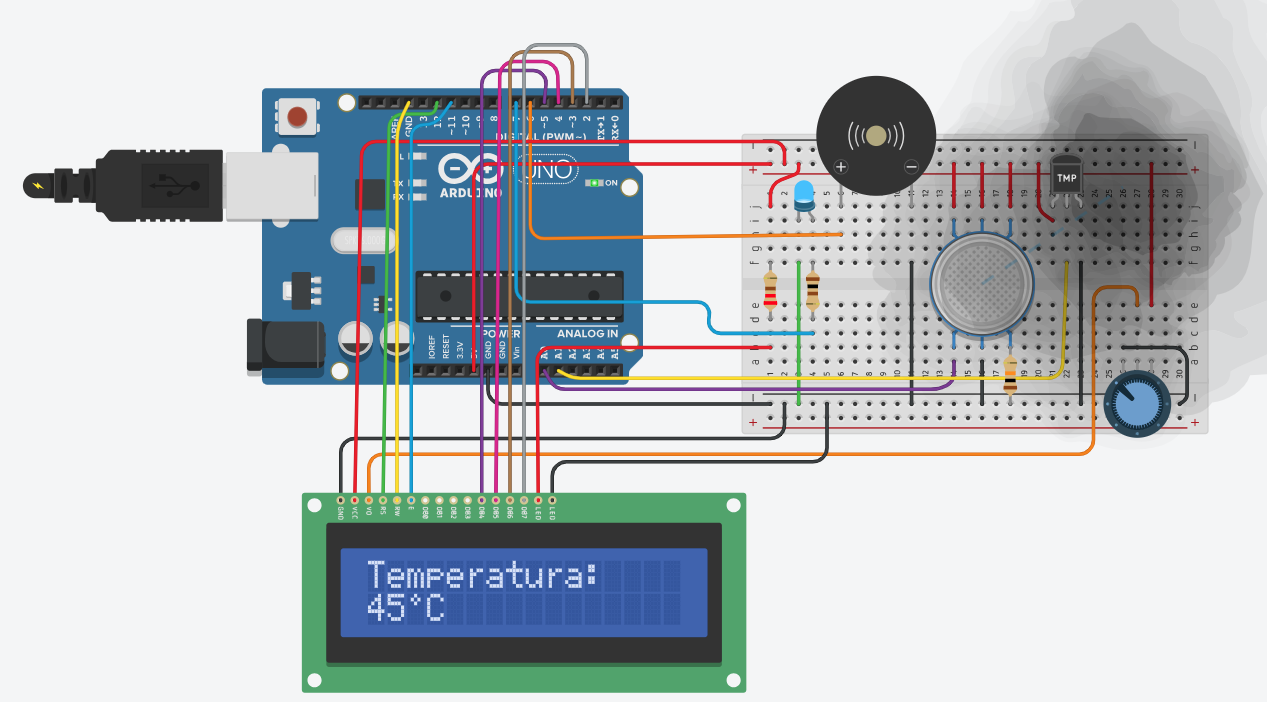 AREF
GND
13
12
~11
~10
~9
8
7
~6
~5
4
~3
2
TX→1
RX←0
DIGITAL (PWM~)
L
TX
RX
UNO
ARDUINO
ON
IOREF
RESET
3.3V
GND
GND
Vin
POWER
ANALOG IN
A0
A1
A2
A3
A4
A5
TMP
GND
VCC
VO
RS
RW
E
DB0
DB1
DB2
DB3
DB4
DB5
DB6
DB7
LED
LED
Temperatura:
45°C